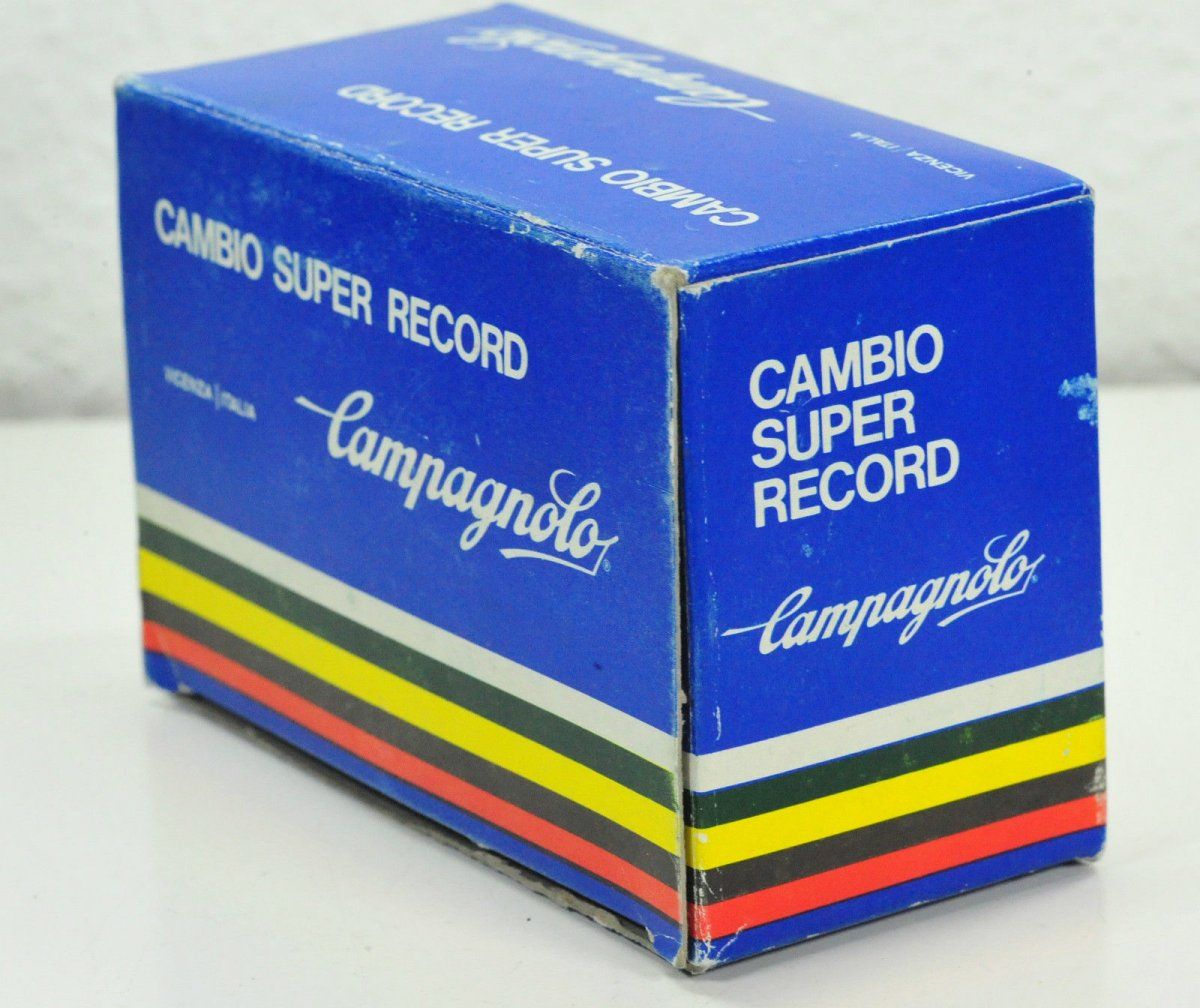 Campagnolo
CAMBIO SUPER RECORD
VICENZA / ITALIA
CAMBIO SUPER RECORD
VICENZA | ITALIA
Campagnolo®
CAMBIO
SUPER
RECORD
Campagnolo®